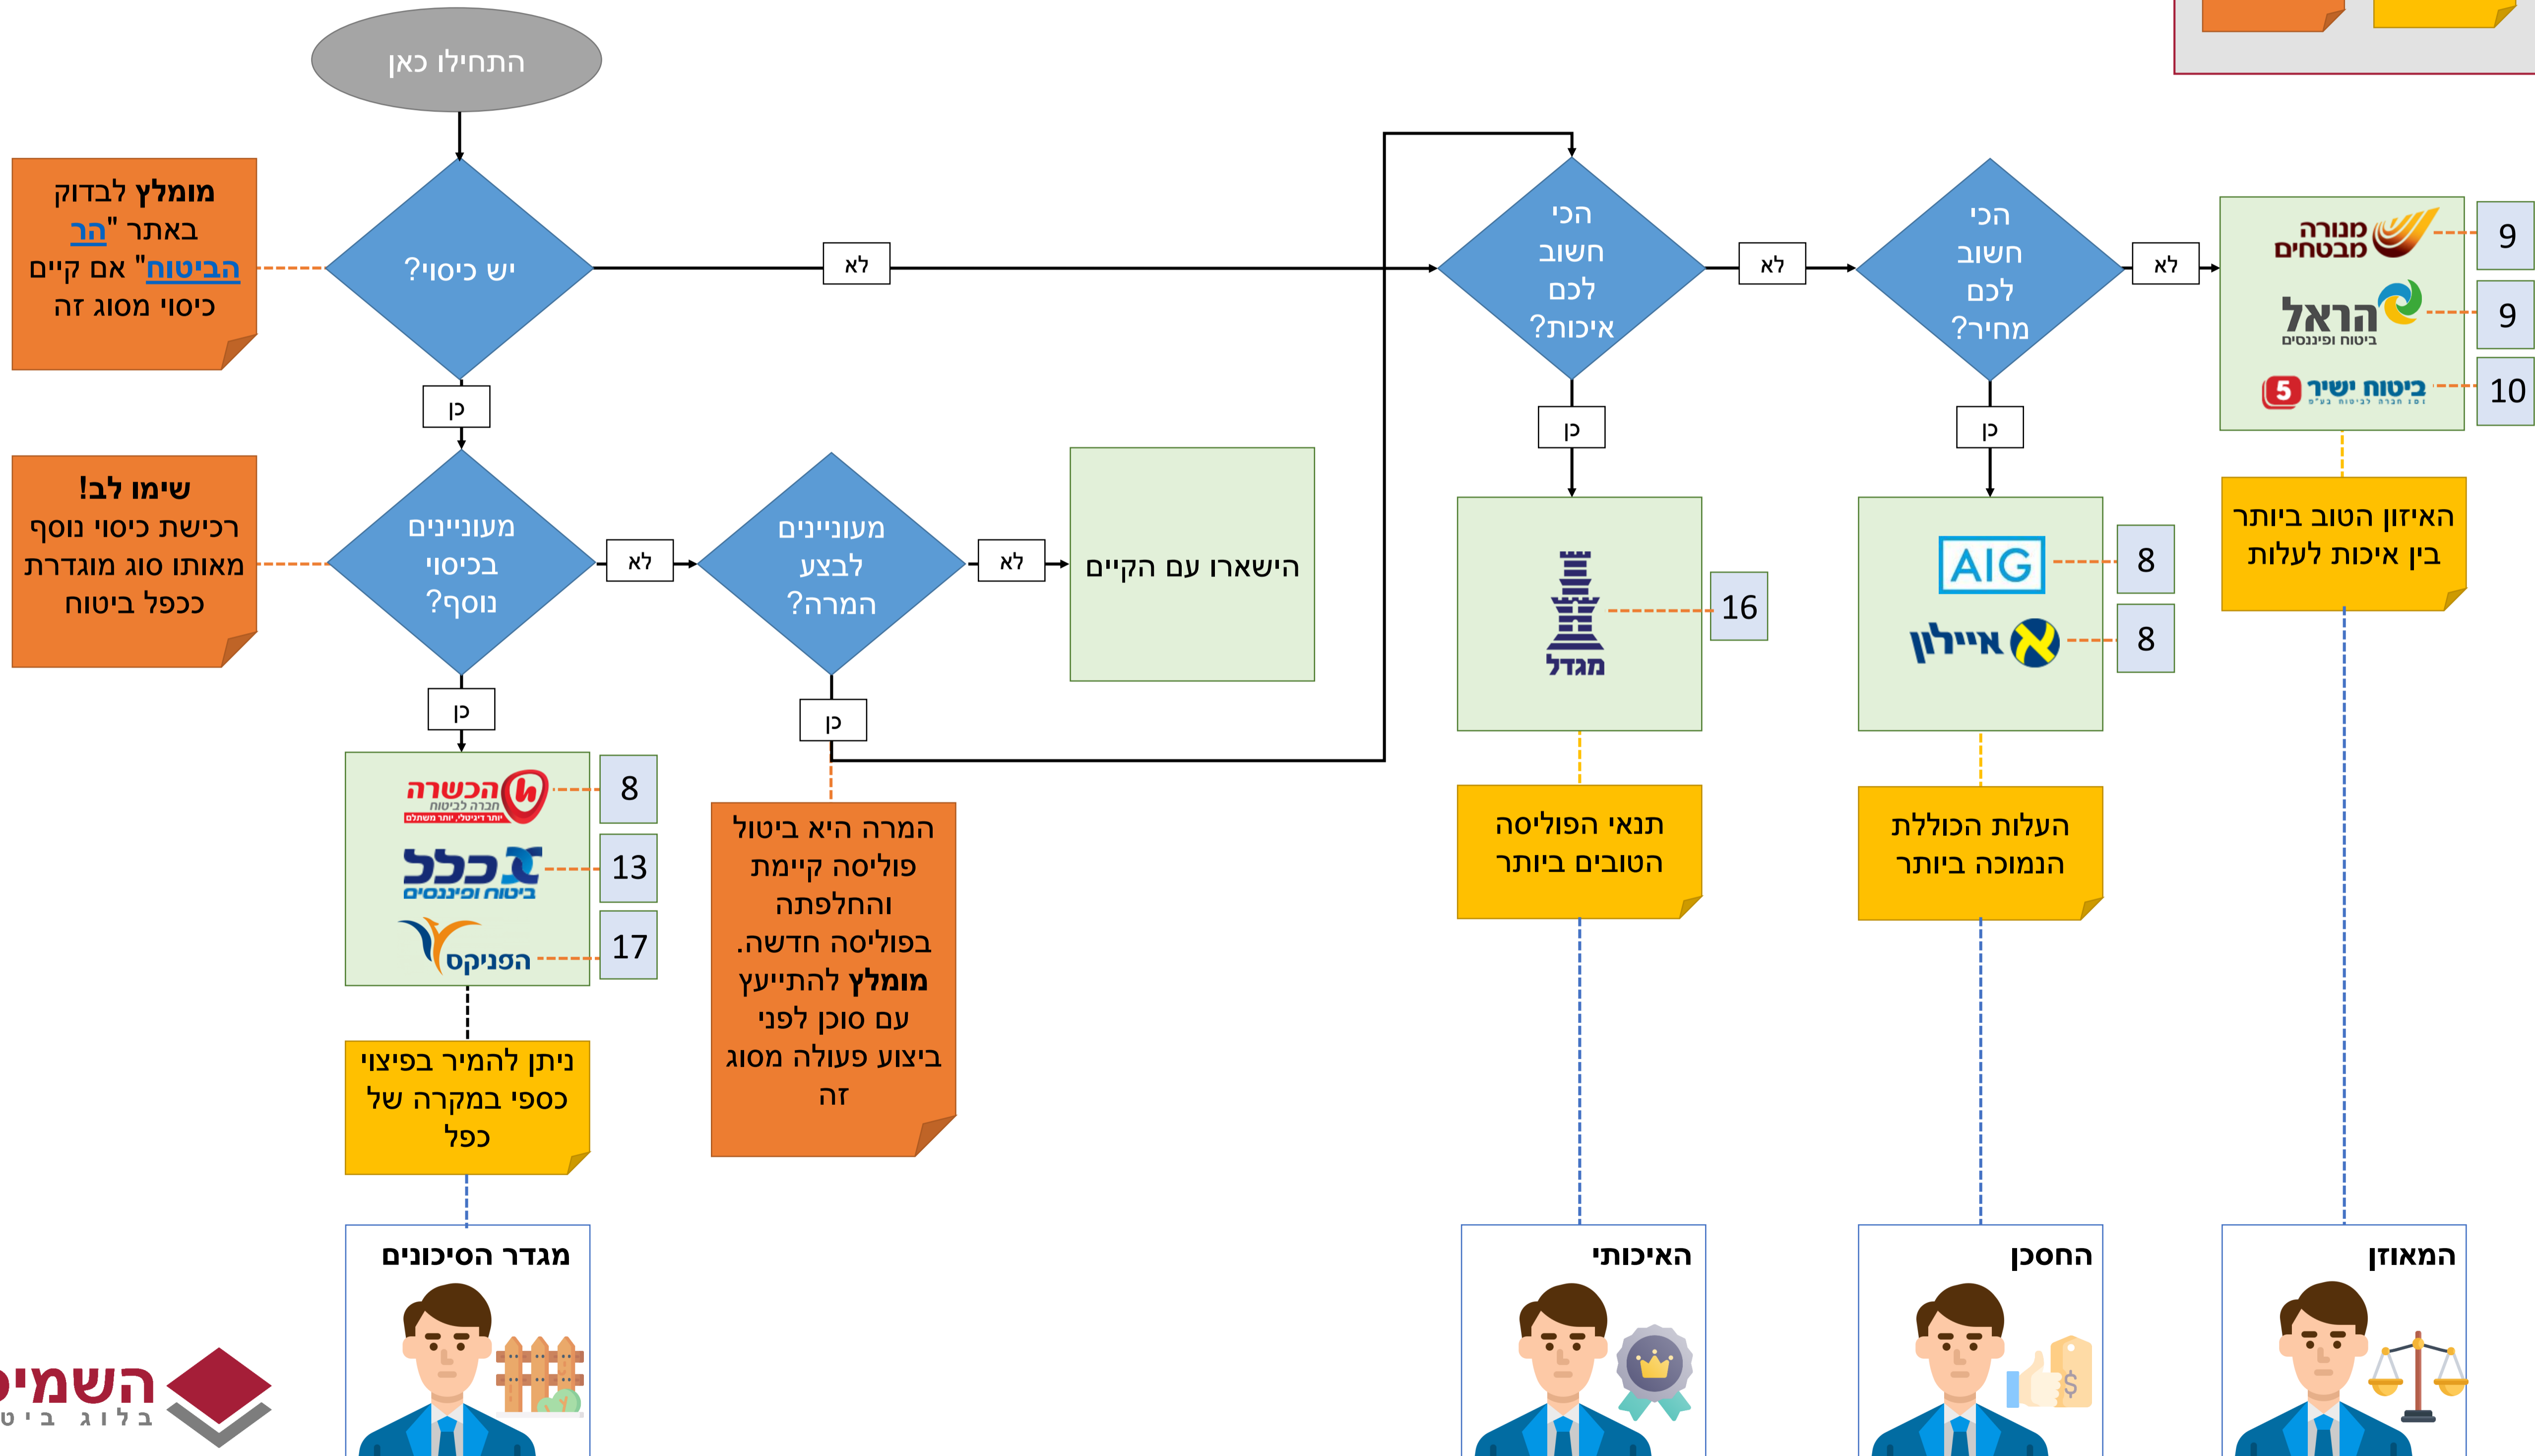 התחילו כאן
מומלץ לבדוק
באתר "הר
הביטוח" אם קיים
כיסוי מסוג זה
יש כיסוי?
לא
הכי
חשוב
לכם
איכות?
לא
הכי
חשוב
לכם
מחיר?
לא
מנורה
מבטחים
9
הראל
ביטוח ופיננסים
9
5 ביטוח ישיר
10
כן
כן
כן
האיזון הטוב ביותר
בין איכות לעלות
שימו לב!
רכישת כיסוי נוסף
מאותו סוג מוגדרת
ככפל ביטוח
מעוניינים
בכיסוי
נוסף?
לא
מעוניינים
לבצע
המרה?
לא
הישארו עם הקיים
מגדל
16
AIG
8
איילון
8
כן
כן
הכשרה
חברה לביטוח
יותר דיגיטלי, יותר משתלם
8
כלל
ביטוח ופיננסים
13
הפניקס
17
המרה היא ביטול
פוליסה קיימת
והחלפתה
בפוליסה חדשה.
מומלץ להתייעץ
עם סוכן לפני
ביצוע פעולה מסוג
זה
תנאי הפוליסה
הטובים ביותר
העלות הכוללת
הנמוכה ביותר
ניתן להמיר בפיצוי
כספי במקרה של
כפל
מגדר הסיכונים
האיכותי
החסכן
המאוזן
בלוג